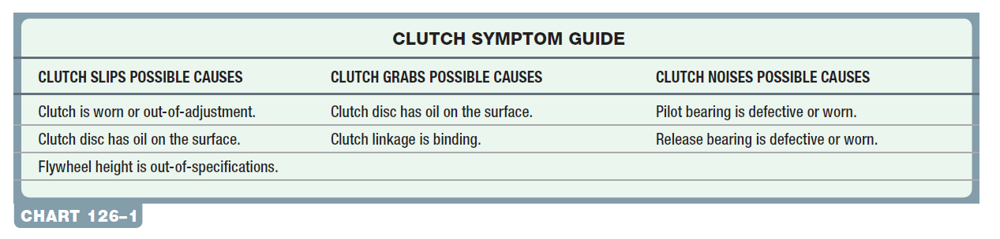 CLUTCH SYMPTOM GUIDE
CLUTCH SLIPS POSSIBLE CAUSES CLUTCH GRABS POSSIBLE CAUSES CLUTCH NOISES POSSIBLE CAUSES
Clutch is worn or out-of-adjustment. Clutch disc has oil on the surface. Pilot bearing is defective or worn.
Clutch disc has oil on the surface. Clutch linkage is binding. Release bearing is defective or worn.
Flywheel height is out-of-specifications.
CHART 126–1